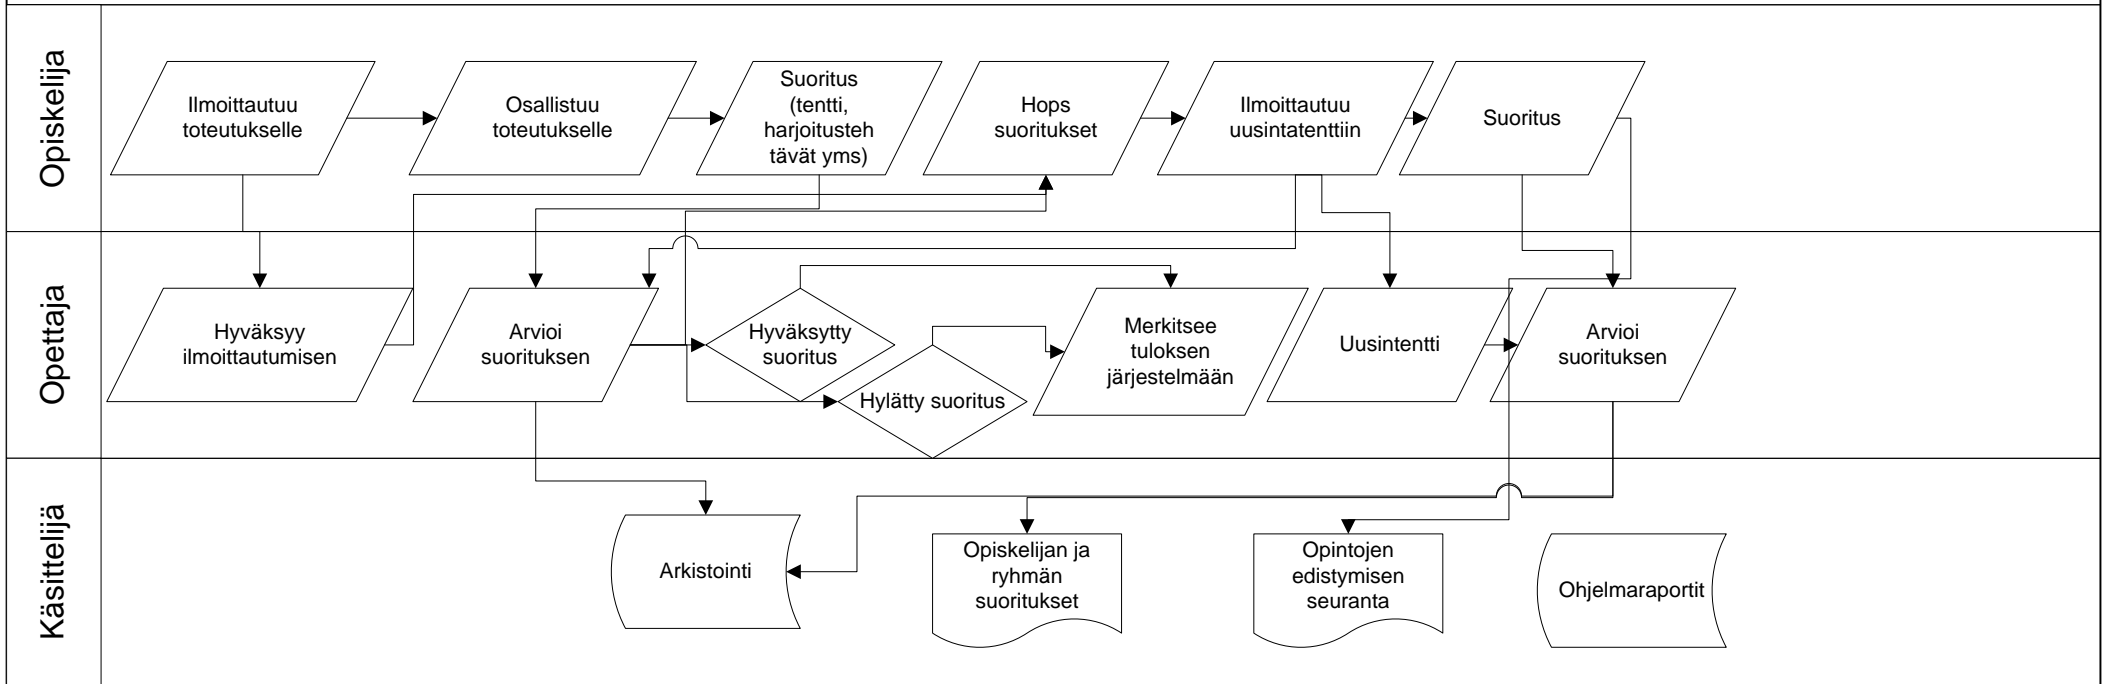 Opiskelija
Ilmoittautuu
toteutukselle
Osallistuu
toteutukselle
Suoritus
(tentti,
harjoitusteh
tävät yms)
Hops
suoritukset
Ilmoittautuu
uusintatenttiin
Suoritus
Opettaja
Hyväksyy
ilmoittautumisen
Arvioi
suorituksen
Hyväksytty
suoritus
Hylätty suoritus
Merkitsee
tuloksen
järjestelmään
Uusintentti
Arvioi
suorituksen
Käsittelijä
Arkistointi
Opiskelijan ja
ryhmän
suoritukset
Opintojen
edistymisen
seuranta
Ohjelmaraportit